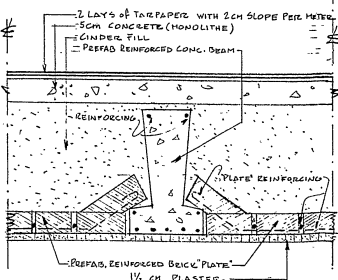 2 LAYS of TARPAPER WITH 2CM SLOPE PER METER
5CM CONCRETE (MONOLITHE)
CINDER FILL
PREFAB REINFORCED CONC. BEAM
REINFORCING
"PLATE" REINFORCING
PREFAB. REINFORCED BRICK "PLATE"
1½ CM PLASTER